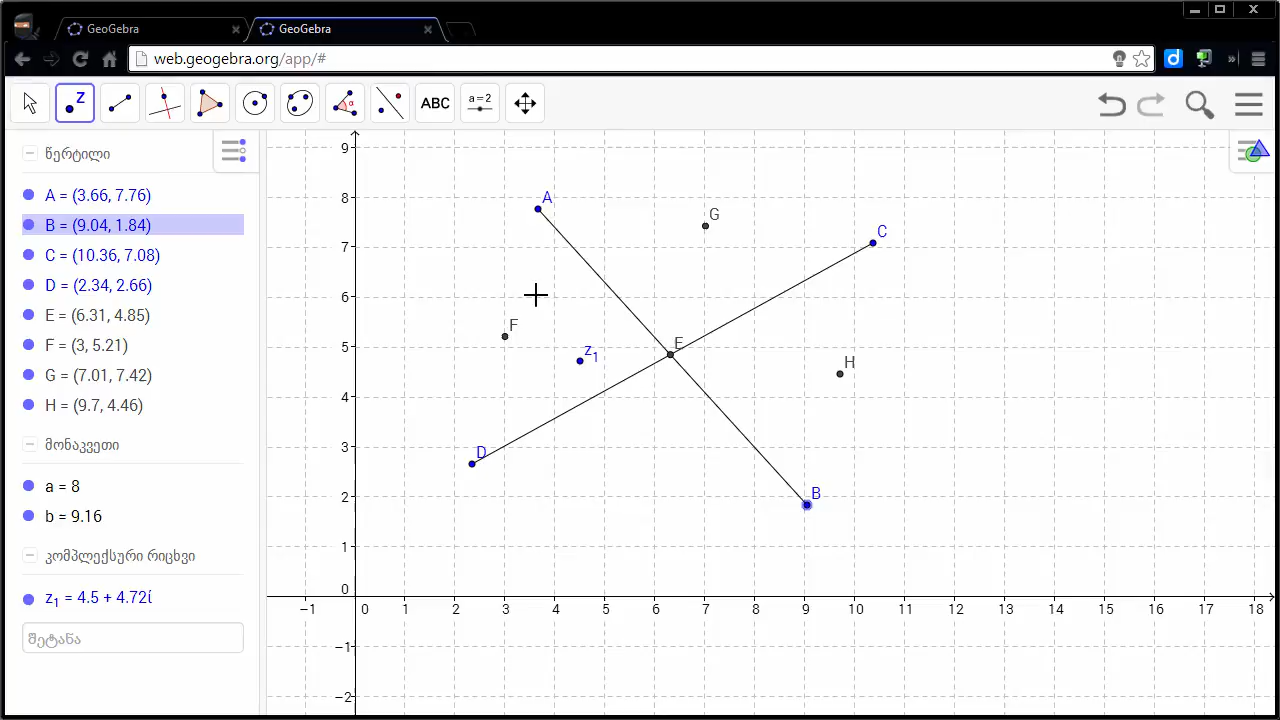 GeoGebra
GeoGebra
web.geogebra.org/app/#
Z
ABC
a=2
წერტილი
A = (3.66, 7.76)
B = (9.04, 1.84)
C = (10.36, 7.08)
D = (2.34, 2.66)
E = (6.31, 4.85)
F = (3, 5.21)
G = (7.01, 7.42)
H = (9.7, 4.46)
მონაკვეთი
a = 8
b = 9.16
კომპლექსური რიცხვი
z₁ = 4.5 + 4.72i
შეტანა
9
8
7
6
5
4
3
2
1
0
−1
−2
−1 0 1 2 3 4 5 6 7 8 9 10 11 12 13 14 15 16 17 18
A
G
C
F
z₁
E
H
D
B